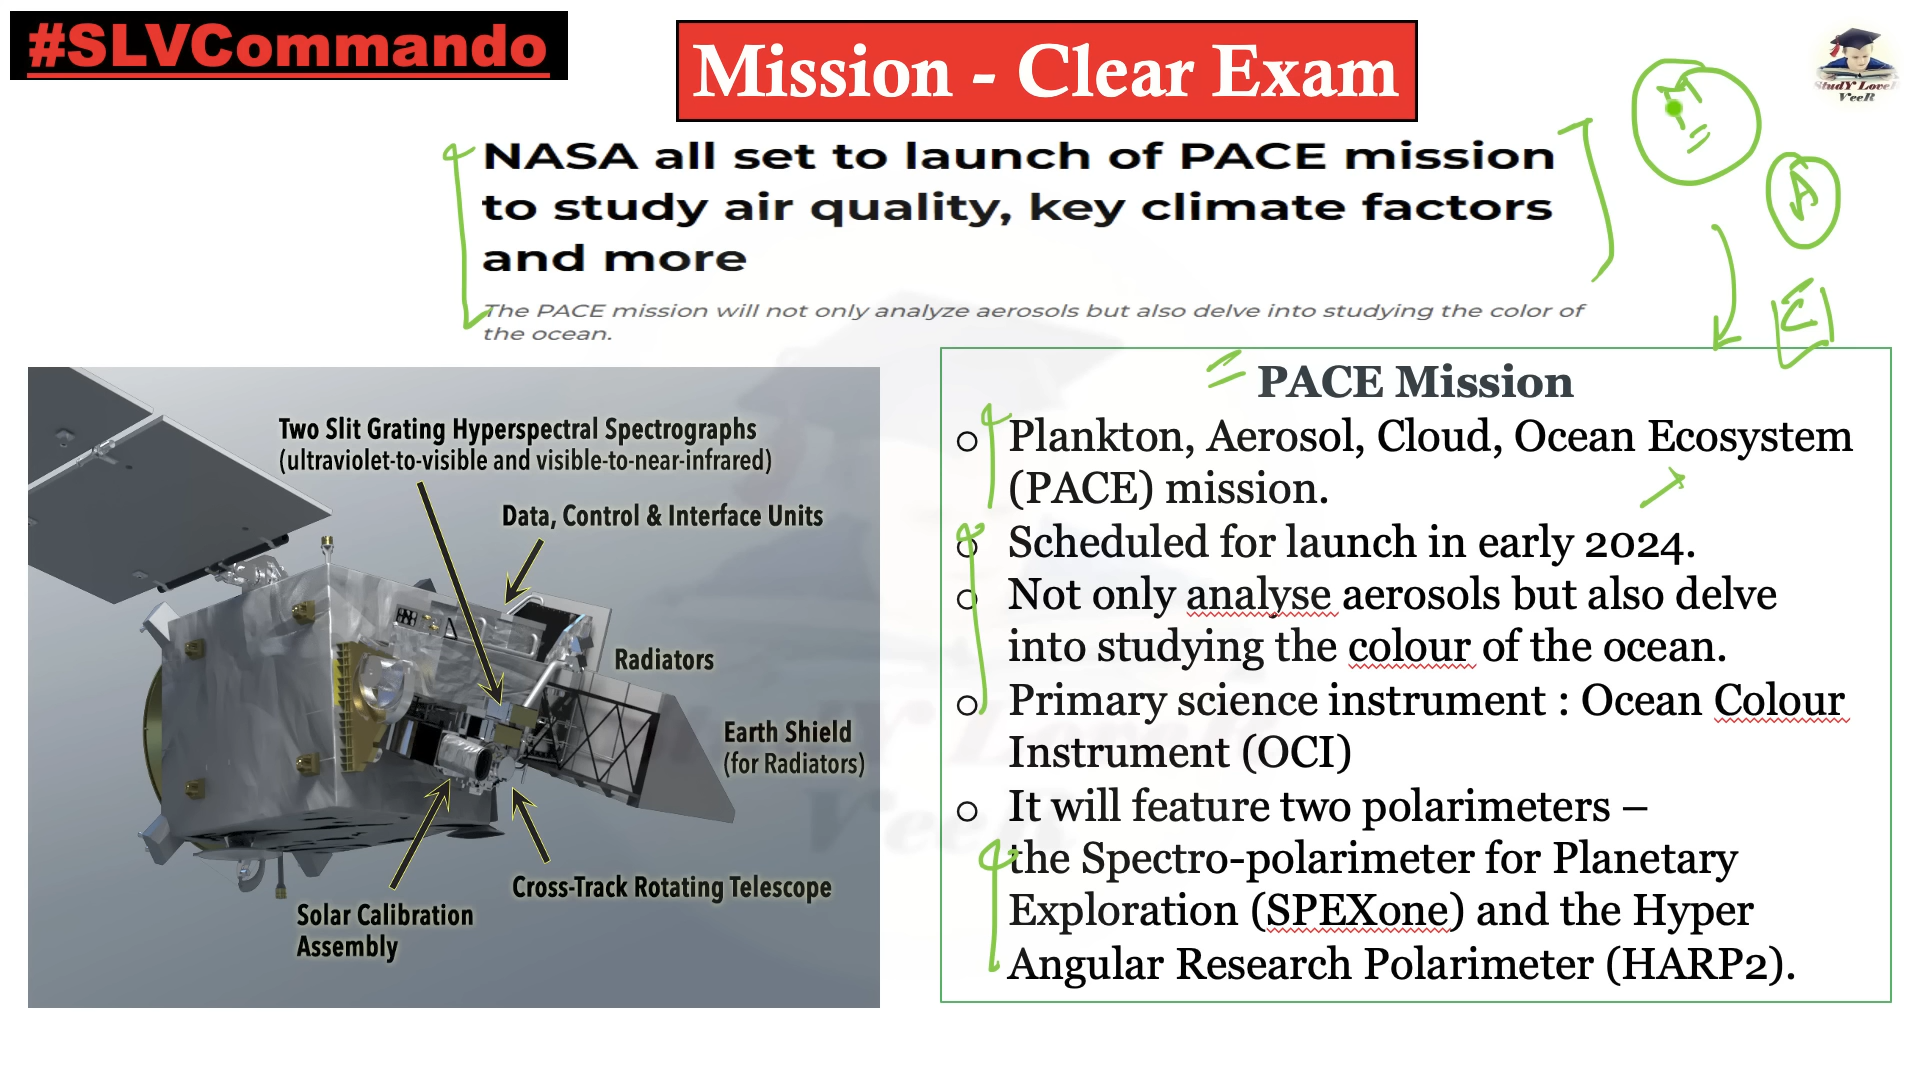 #SLVCommando
Mission - Clear Exam
StudY LoveR
VeeR
NASA all set to launch of PACE mission
to study air quality, key climate factors
and more
The PACE mission will not only analyze aerosols but also delve into studying the color of
the ocean.
A
Two Slit Grating Hyperspectral Spectrographs
(ultraviolet-to-visible and visible-to-near-infrared)
Data, Control & Interface Units
Radiators
Earth Shield
(for Radiators)
Cross-Track Rotating Telescope
Solar Calibration
Assembly
PACE Mission
o Plankton, Aerosol, Cloud, Ocean Ecosystem
(PACE) mission.
o Scheduled for launch in early 2024.
o Not only analyse aerosols but also delve
into studying the colour of the ocean.
o Primary science instrument : Ocean Colour
Instrument (OCI)
o It will feature two polarimeters –
the Spectro-polarimeter for Planetary
Exploration (SPEXone) and the Hyper
Angular Research Polarimeter (HARP2).